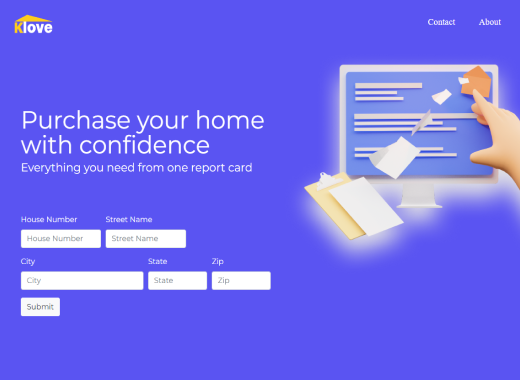 Klove
Contact About
Purchase your home
with confidence
Everything you need from one report card
House Number Street Name
House Number Street Name
City State Zip
City State Zip
Submit